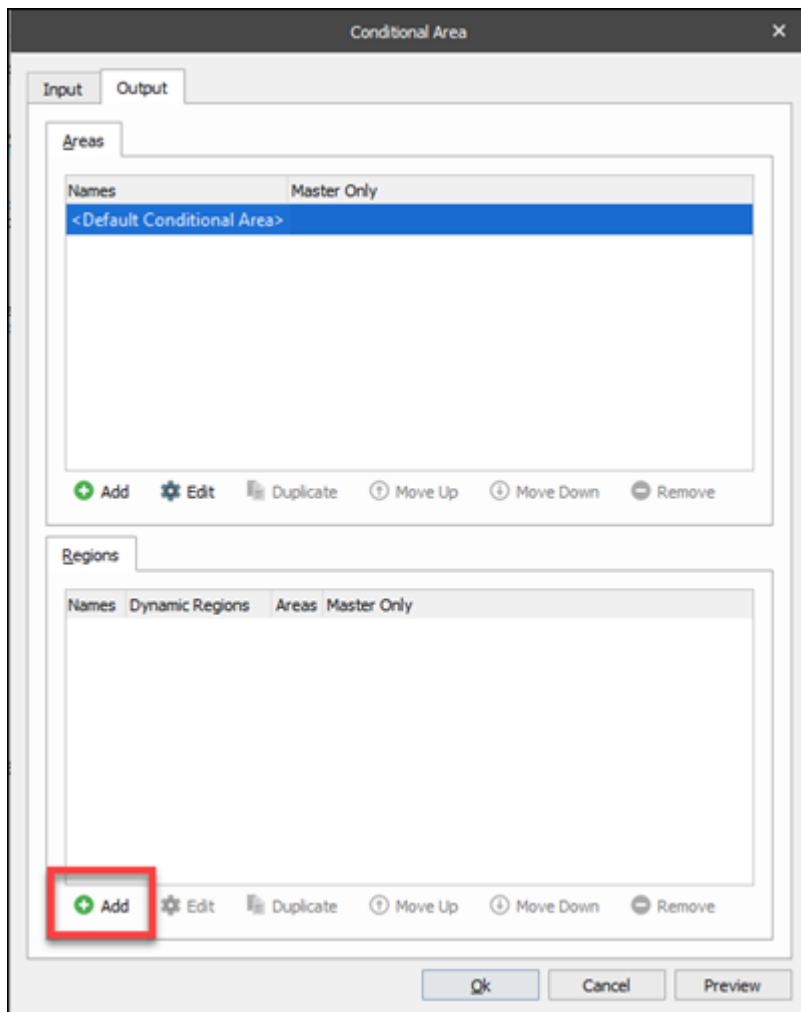 Conditional Area
Input Output
Areas
Names Master Only
<Default Conditional Area>
Add Edit Duplicate Move Up Move Down Remove
Regions
Names Dynamic Regions Areas Master Only
Add Edit Duplicate Move Up Move Down Remove
Ok Cancel Preview